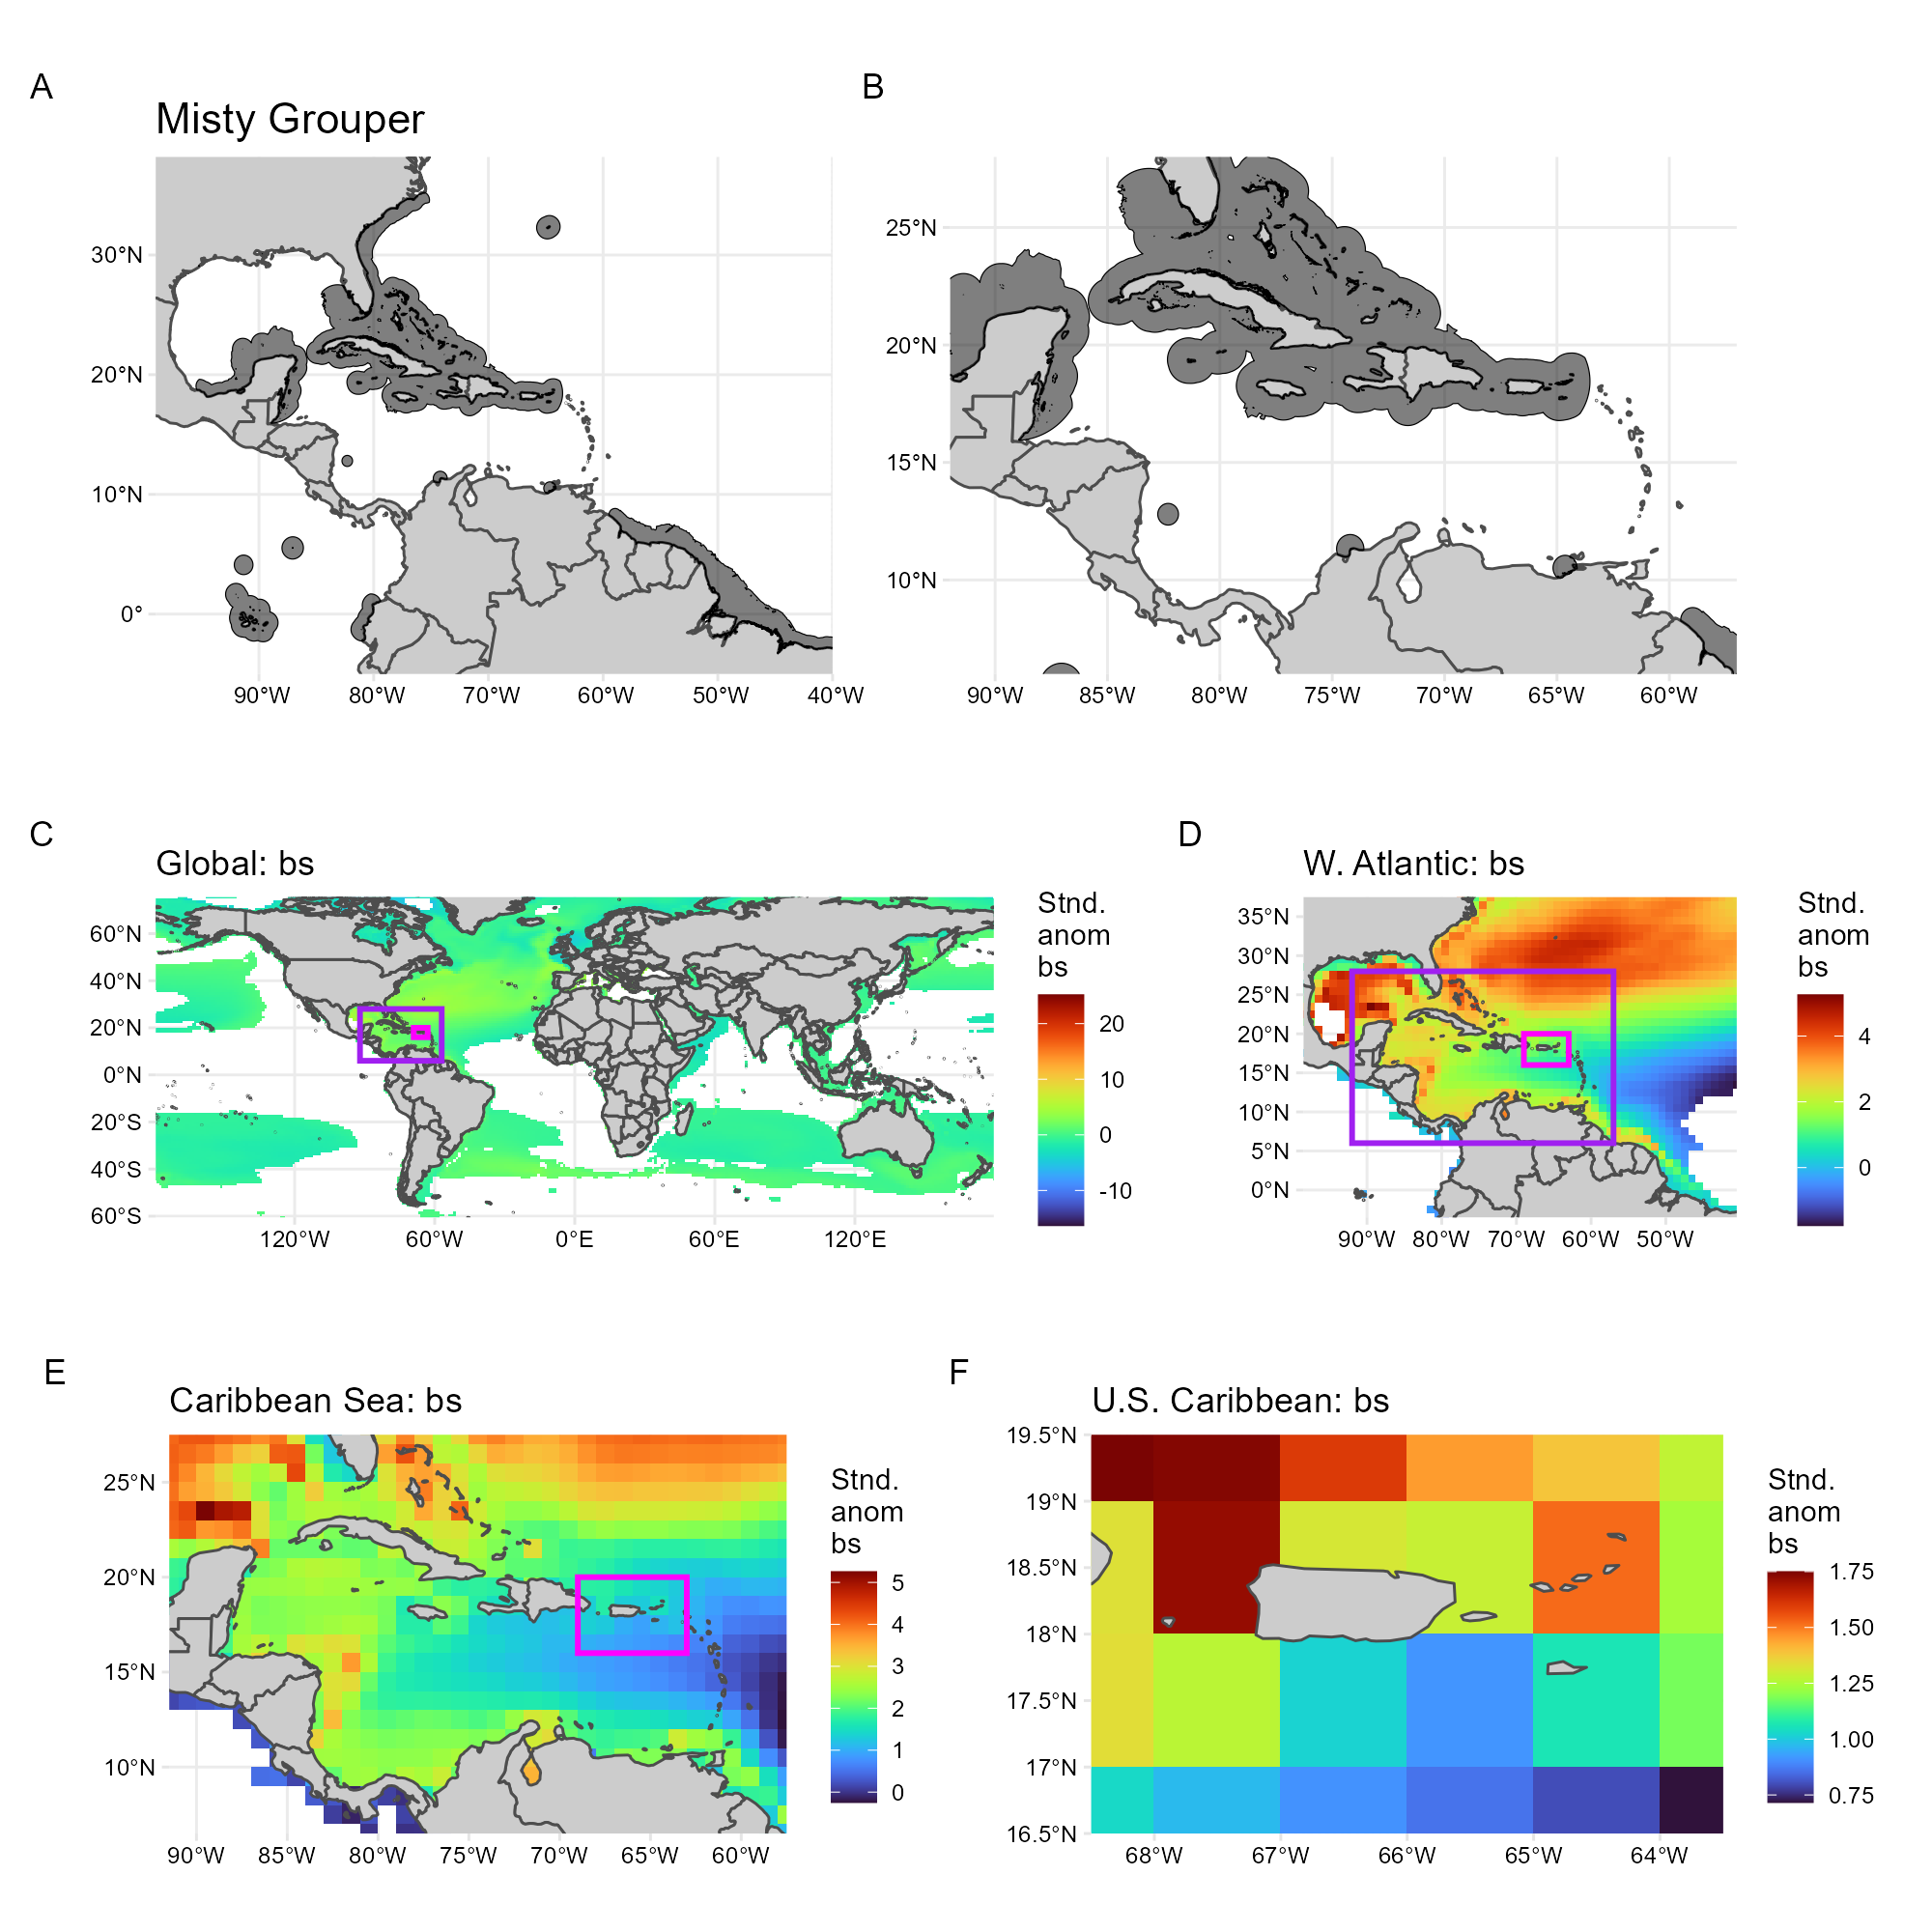 A
B
Misty Grouper
30°N
20°N
10°N
0°
90°W
80°W
70°W
60°W
50°W
40°W
25°N
20°N
15°N
10°N
90°W
85°W
80°W
75°W
70°W
65°W
60°W
C
Global: bs
60°N
40°N
20°N
0°N
20°S
40°S
60°S
120°W
60°W
0°E
60°E
120°E
Stnd.
anom
bs
20
10
0
-10
D
W. Atlantic: bs
35°N
30°N
25°N
20°N
15°N
10°N
5°N
0°N
90°W
80°W
70°W
60°W
50°W
Stnd.
anom
bs
4
2
0
E
Caribbean Sea: bs
25°N
20°N
15°N
10°N
90°W
85°W
80°W
75°W
70°W
65°W
60°W
Stnd.
anom
bs
5
4
3
2
1
0
F
U.S. Caribbean: bs
19.5°N
19°N
18.5°N
18°N
17.5°N
17°N
16.5°N
68°W
67°W
66°W
65°W
64°W
Stnd.
anom
bs
1.75
1.50
1.25
1.00
0.75